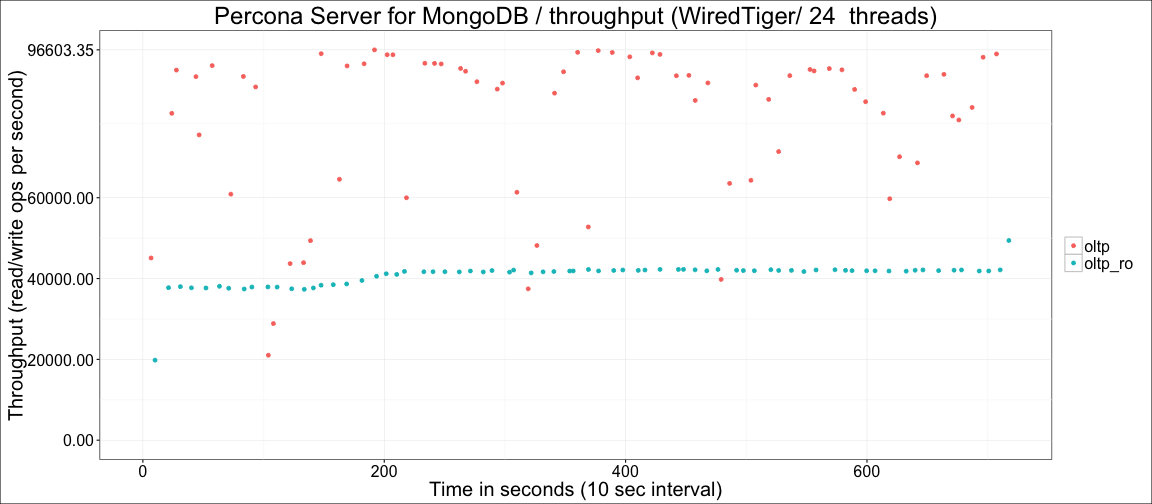 Percona Server for MongoDB / throughput (WiredTiger/ 24  threads)
Throughput (read/write ops per second)
96603.35
60000.00
40000.00
20000.00
0.00
0 200 400 600
Time in seconds (10 sec interval)
oltp
oltp_ro